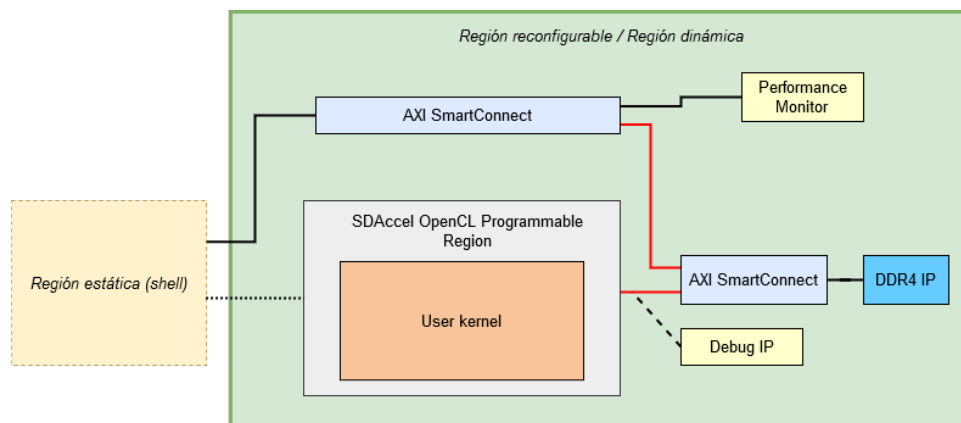 Región reconfigurable / Región dinámica
Performance
Monitor
AXI SmartConnect
SDAccel OpenCL Programmable
Region
Región estática (shell)
User kernel
AXI SmartConnect
DDR4 IP
Debug IP